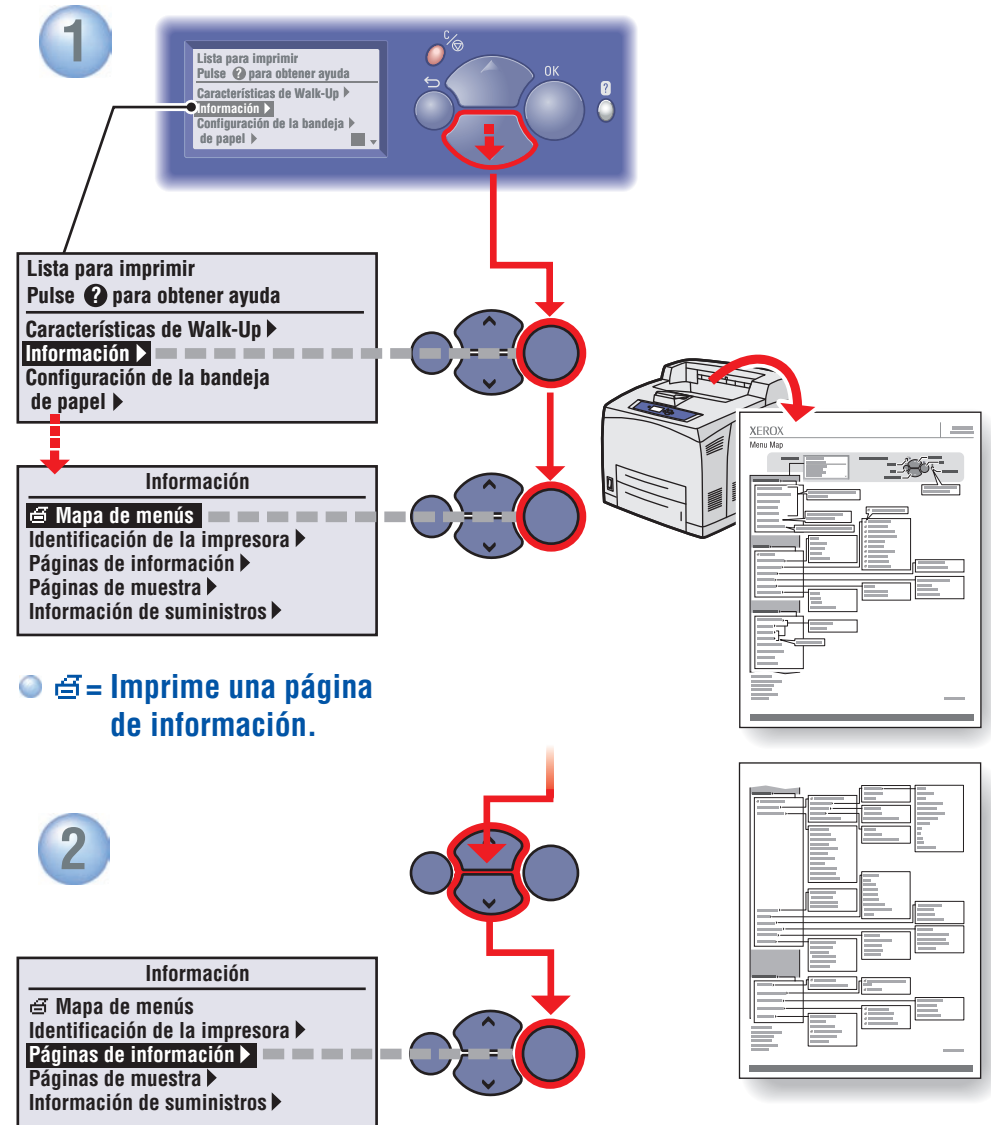 1
Lista para imprimir
Pulse ? para obtener ayuda
Características de Walk-Up
Información
Configuración de la bandeja
de papel
C/
OK
?
Lista para imprimir
Pulse ? para obtener ayuda
Características de Walk-Up
Información
Configuración de la bandeja
de papel
Información
Mapa de menús
Identificación de la impresora
Páginas de información
Páginas de muestra
Información de suministros
= Imprime una página
de información.
XEROX
Menu Map
2
Información
Mapa de menús
Identificación de la impresora
Páginas de información
Páginas de muestra
Información de suministros